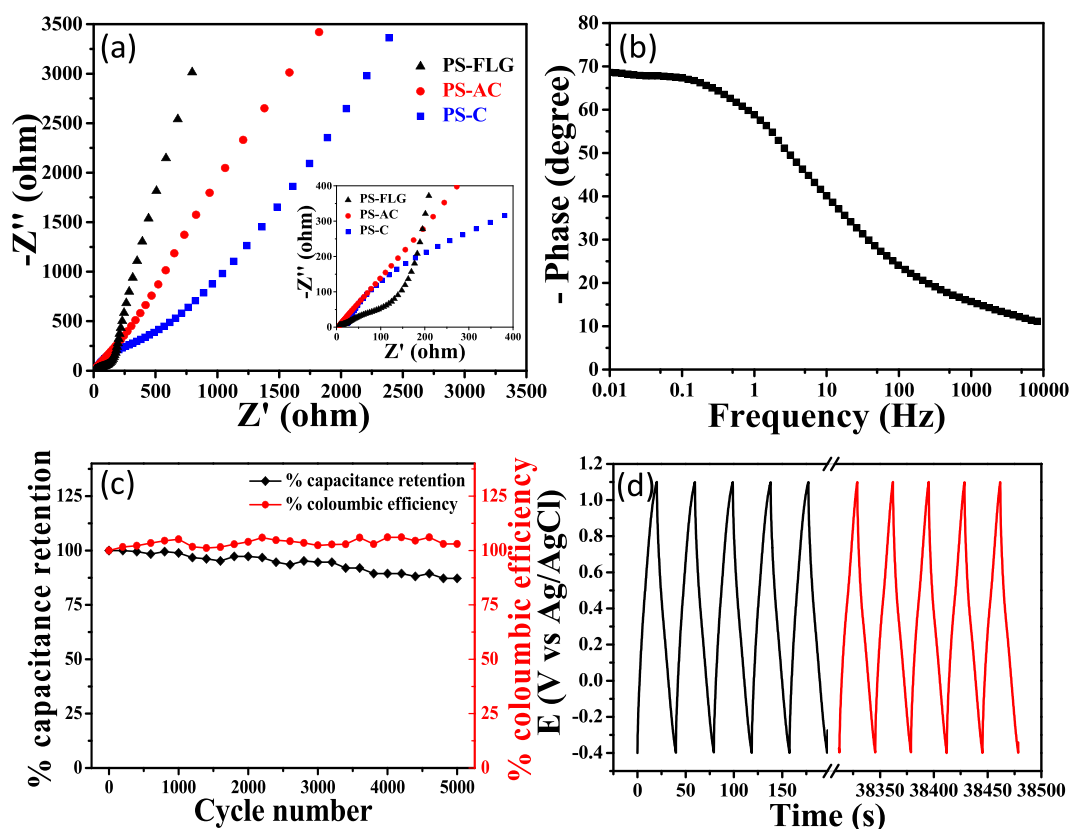 (a)
PS-FLG
PS-AC
PS-C
-Z'' (ohm)
3500
3000
2500
2000
1500
1000
500
250
0
0 500 1000 1500 2000 2500 3000 3500
Z' (ohm)
PS-FLG
PS-AC
PS-C
-Z'' (ohm)
400
300
200
100
0
0 100 200 300 400
Z' (ohm)
(b)
- Phase (degree)
80
70
60
50
40
30
20
10
0
0.01 0.1 1 10 100 1000 10000
Frequency (Hz)
(c)
% capacitance retention
% coloumbic efficiency
% capacitance retention
125
100
75
50
25
0
0 1000 2000 3000 4000 5000
Cycle number
125
100
75
50
25
0
% coloumbic efficiency
(d)
E (V vs Ag/AgCl)
1.2
1.0
0.8
0.6
0.4
0.2
0.0
-0.2
-0.4
0 50 100 150 38350 38400 38450 38500
Time (s)